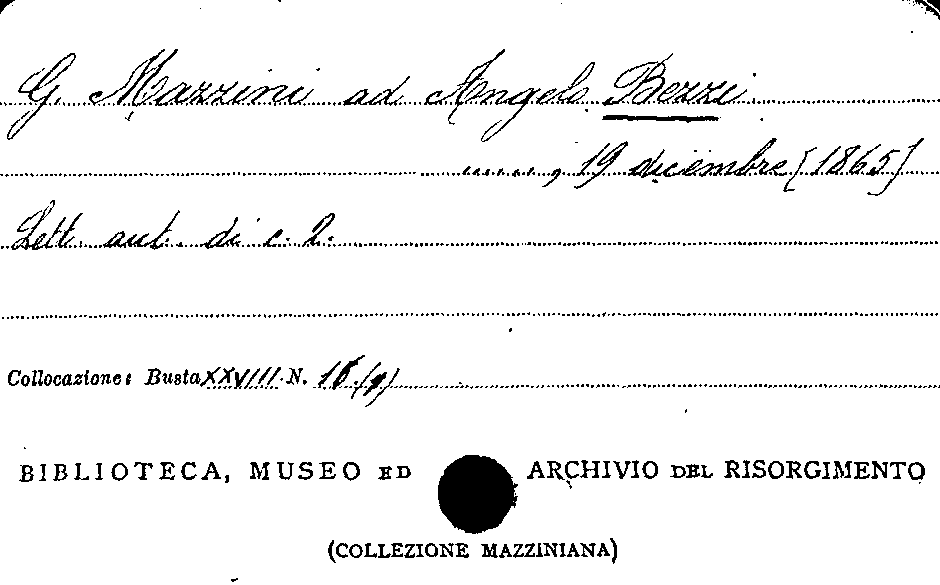 G. Mazzini ad Angelo Bezzi.
......, 19 dicembre [1865]
Lett. aut. di c. 2.
Collocazione: Busta XXVIII N. 16 (9)
BIBLIOTECA, MUSEO ED ARCHIVIO DEL RISORGIMENTO
(COLLEZIONE MAZZINIANA)